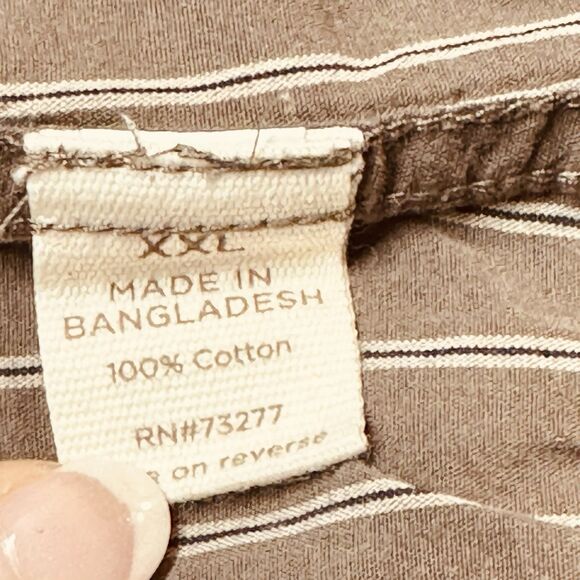 XXL
MADE IN
BANGLADESH
100% Cotton
RN#73277
on reverse